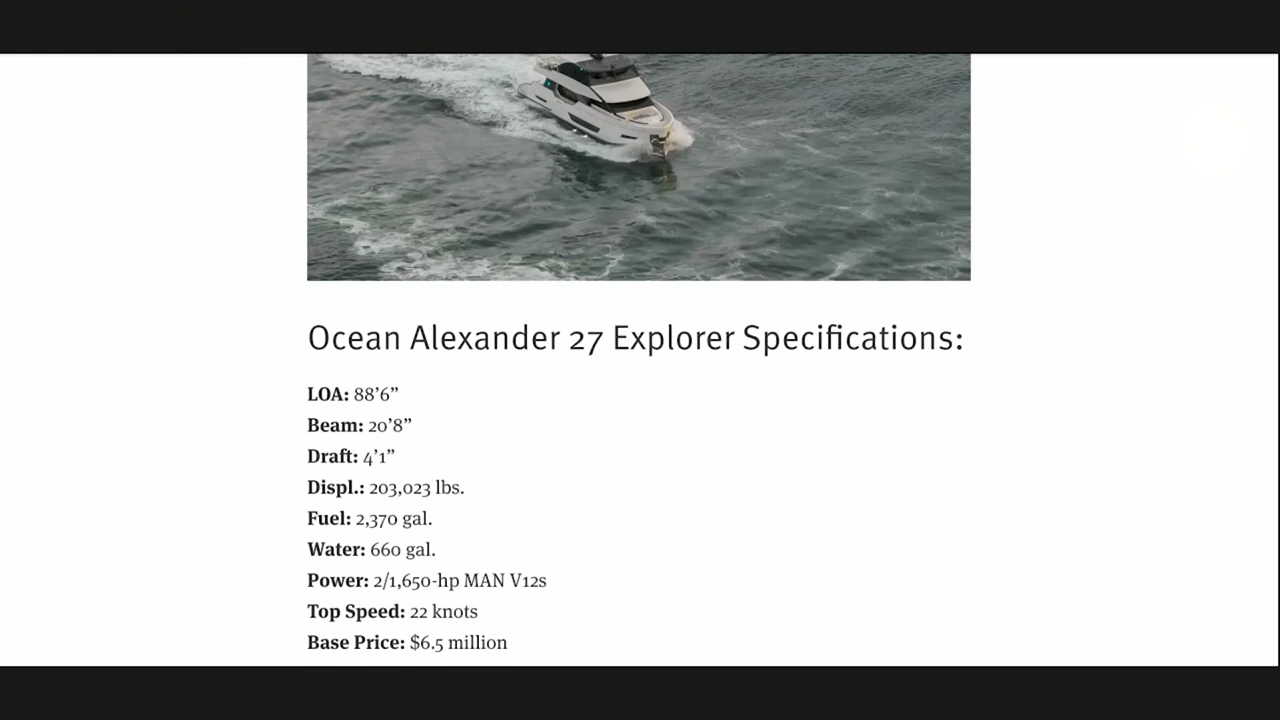 Ocean Alexander 27 Explorer Specifications:
LOA: 88’6”
Beam: 20’8”
Draft: 4’1”
Displ.: 203,023 lbs.
Fuel: 2,370 gal.
Water: 660 gal.
Power: 2/1,650-hp MAN V12s
Top Speed: 22 knots
Base Price: $6.5 million